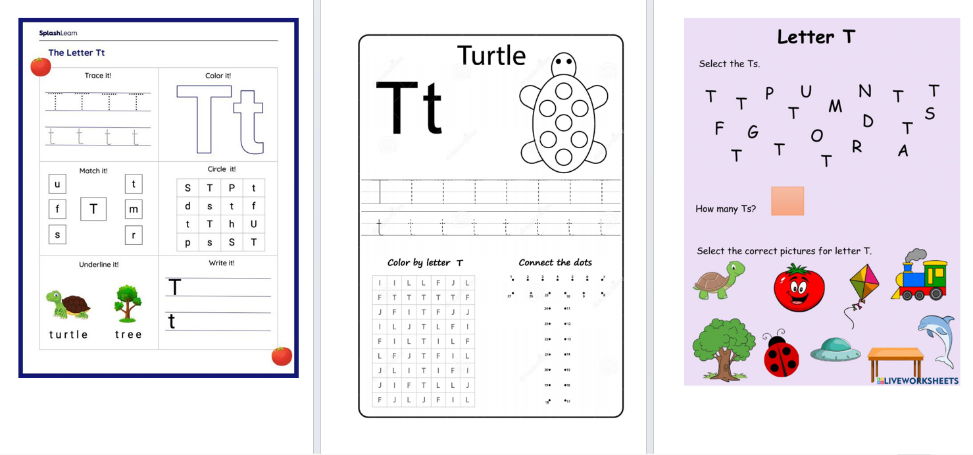 SplashLearn
The Letter Tt
Trace it!
Color it!
T T T T
Tt
t t t t
Match it!
Circle it!
u t
f T m
s r
S T P t
d s t f
t T h U
p s S T
Underline it!
Write it!
T
t
turtle tree
Turtle
Tt
T
t
Color by letter T
Connect the dots
I I L L F J L
F T T T T T F
J F I T F J J
I L J T L F I
F I L T I L F
L F J T F I L
J L I T I F L
J I F T L L J
F J L J F I L
Letter T
Select the Ts.
T T P U N T T
T M S
F G O D T
T T T R A
How many Ts?
Select the correct pictures for letter T.
LIVEWORKSHEETS